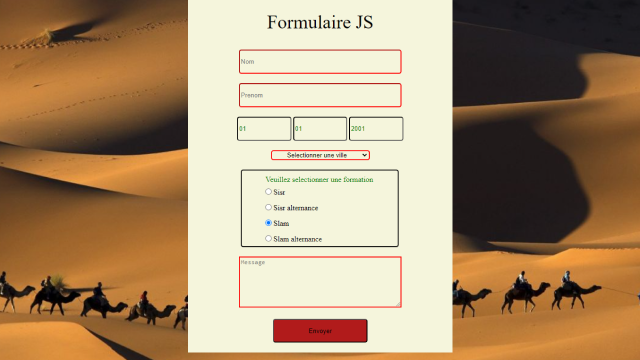 Formulaire JS
Nom
Prenom
01 01 2001
Selectionner une ville
Veuillez selectionner une formation
Sisr
Sisr alternance
Slam
Slam alternance
Message
Envoyer